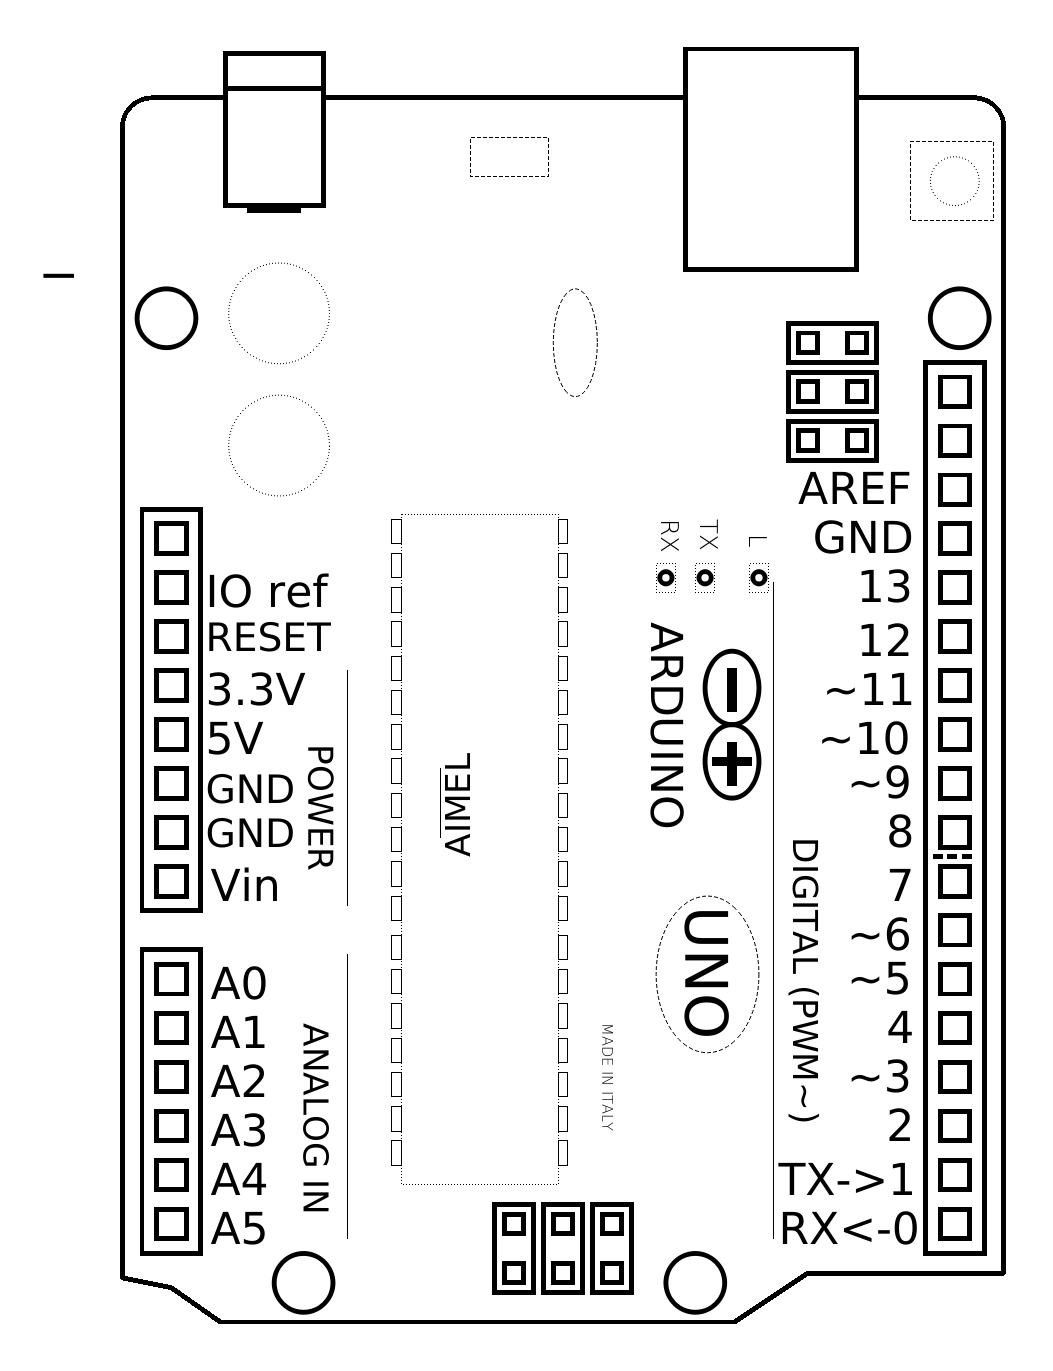 AREF
GND
13
12
~11
~10
~9
8
7
~6
~5
4
~3
2
TX->1
RX<-0
IO ref
RESET
3.3V
5V
GND
GND
Vin
POWER
A0
A1
A2
A3
A4
A5
ANALOG IN
AIMEL
RX
TX
L
ARDUINO
UNO
DIGITAL (PWM~)
MADE IN ITALY